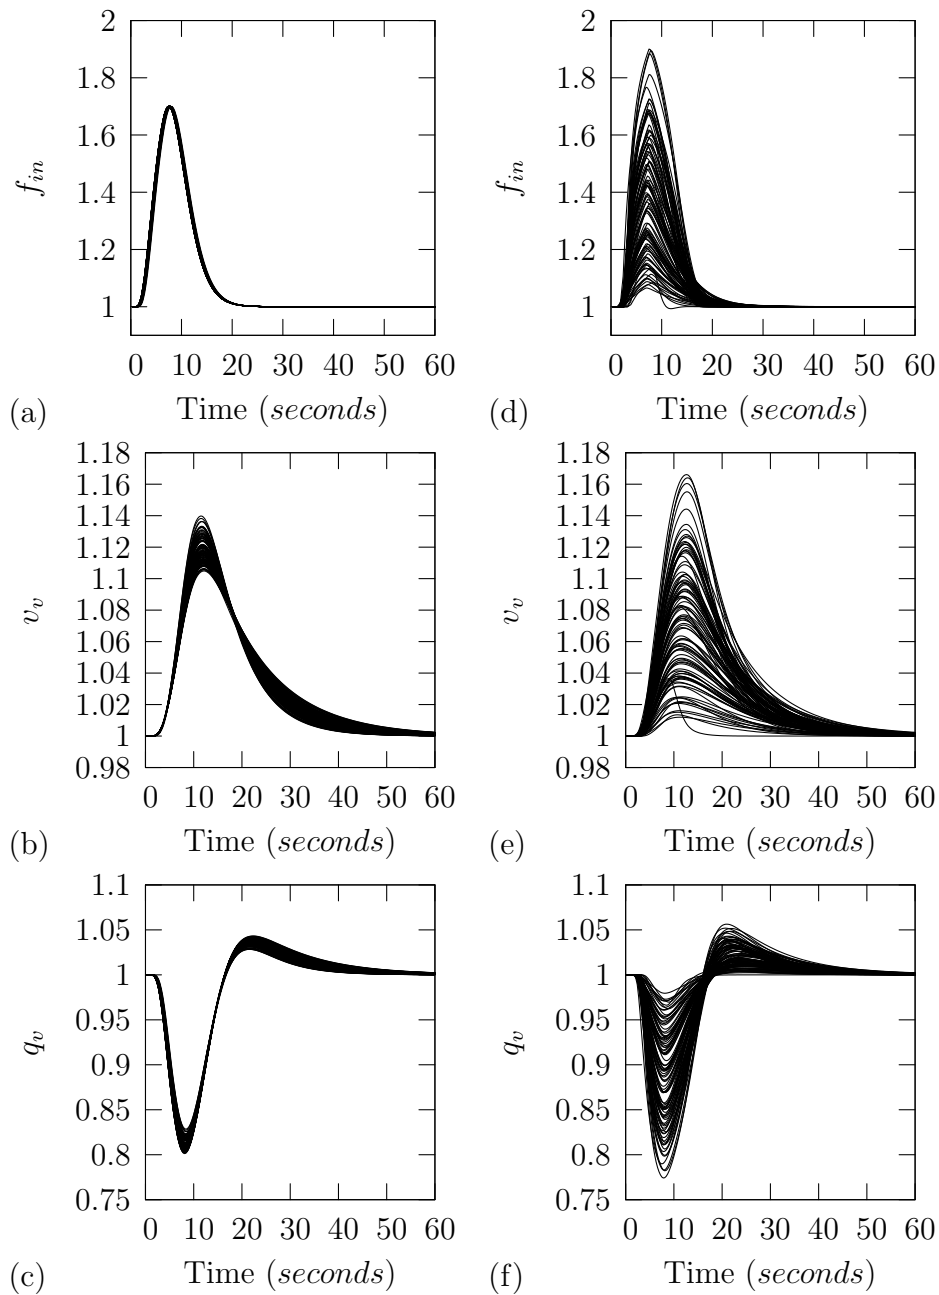 2
1.8
1.6
1.4
1.2
1
f_in
0 10 20 30 40 50 60
Time (seconds)
(a)
2
1.8
1.6
1.4
1.2
1
f_in
0 10 20 30 40 50 60
Time (seconds)
(d)
1.18
1.16
1.14
1.12
1.1
1.08
1.06
1.04
1.02
1
0.98
v_v
0 10 20 30 40 50 60
Time (seconds)
(b)
1.18
1.16
1.14
1.12
1.1
1.08
1.06
1.04
1.02
1
0.98
v_v
0 10 20 30 40 50 60
Time (seconds)
(e)
1.1
1.05
1
0.95
0.9
0.85
0.8
0.75
q_v
0 10 20 30 40 50 60
Time (seconds)
(c)
1.1
1.05
1
0.95
0.9
0.85
0.8
0.75
q_v
0 10 20 30 40 50 60
Time (seconds)
(f)